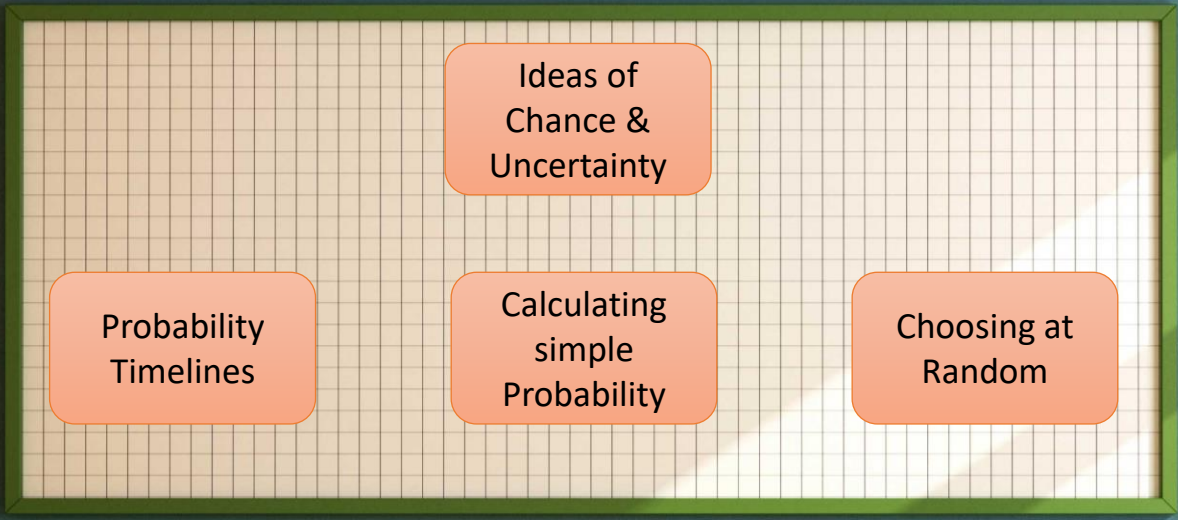 Ideas of
Chance &
Uncertainty
Probability
Timelines
Calculating
simple
Probability
Choosing at
Random